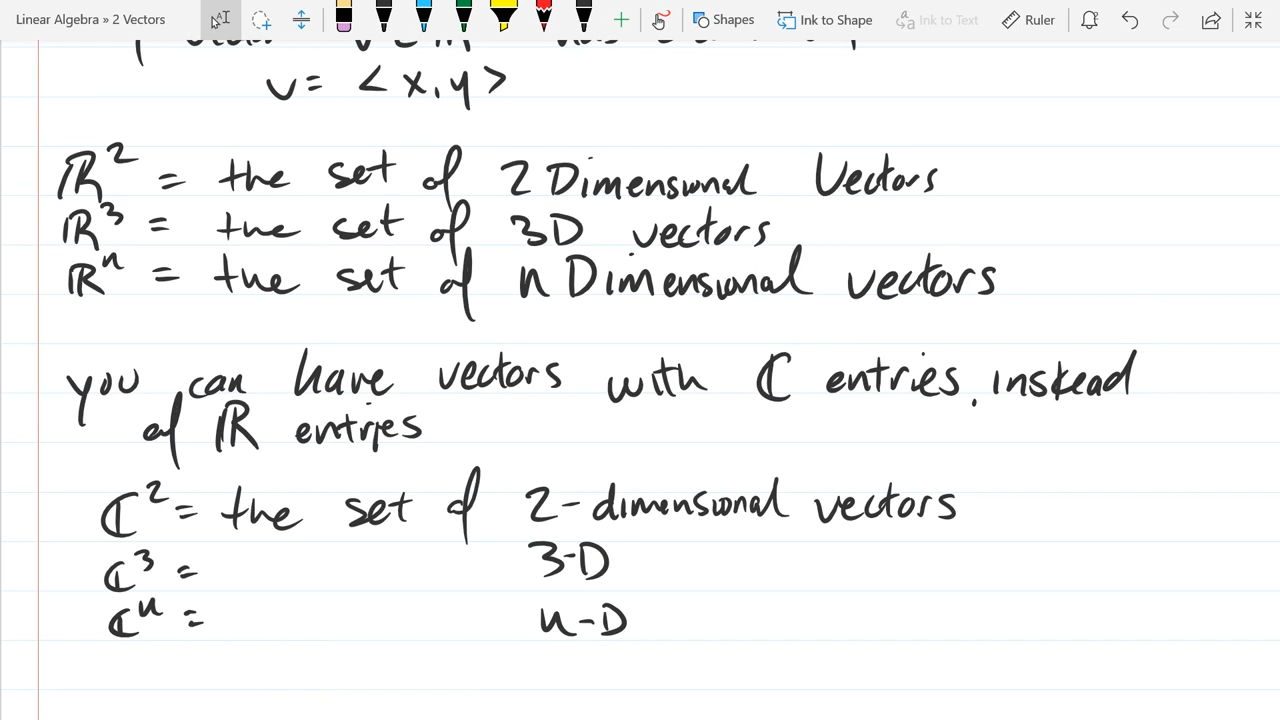 Linear Algebra » 2 Vectors
Shapes
Ink to Shape
Ink to Text
Ruler
v = < x, y >
ℝ² = the set of 2 Dimensional Vectors
ℝ³ = the set of 3D vectors
ℝⁿ = the set of n Dimensional vectors
you can have vectors with ℂ entries, instead
of ℝ entries
ℂ² = the set of 2-dimensional vectors
ℂ³ = 3-D
ℂⁿ = n-D